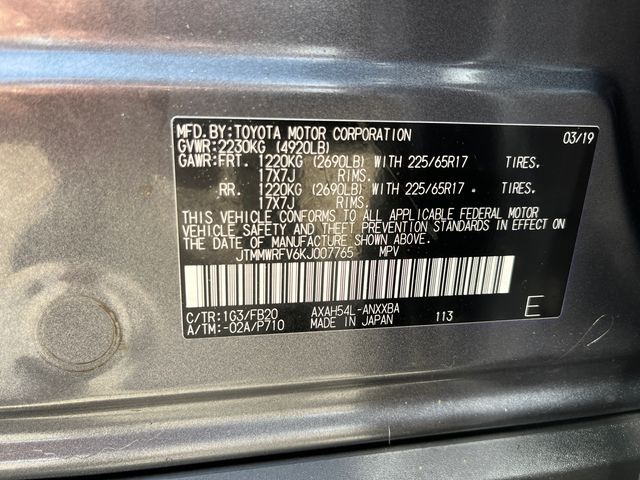 MFD.BY:TOYOTA MOTOR CORPORATION 03/19
GVWR:2230KG (4920LB)
GAWR:FRT. 1220KG (2690LB) WITH 225/65R17 TIRES.
17X7J RIMS.
RR. 1220KG (2690LB) WITH 225/65R17 TIRES.
17X7J RIMS.
THIS VEHICLE CONFORMS TO ALL APPLICABLE FEDERAL MOTOR
VEHICLE SAFETY AND THEFT PREVENTION STANDARDS IN EFFECT ON
THE DATE OF MANUFACTURE SHOWN ABOVE.
JTMMWRFV6KJ007765 MPV
C/TR:1G3/FB20 AXAH54L-ANXXBA
A/TM:-02A/P710 MADE IN JAPAN 113 E